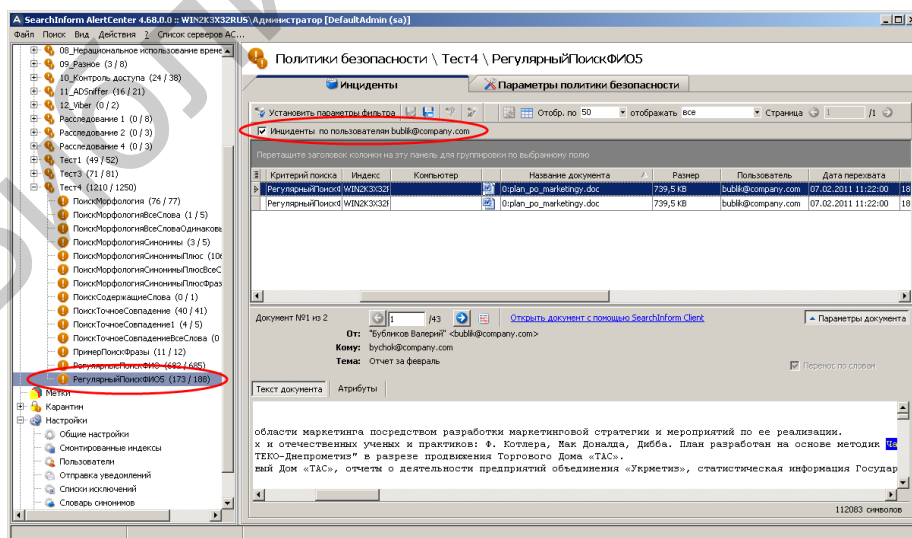 SearchInform AlertCenter 4.68.0.0 :: WIN2K3X32RUS\Администратор [DefaultAdmin (sa)]
Файл Поиск Вид Действия ? Список серверов AC...
08_Нерациональное использование време
09_Разное (3 / 8)
10_Контроль доступа (24 / 38)
11_ADSniffer (16 / 21)
12_Viber (0 / 2)
Расследование 1 (0 / 8)
Расследование 2 (0 / 3)
Расследование 4 (0 / 3)
Тест1 (49 / 52)
Тест3 (71 / 81)
Тест4 (1210 / 1250)
ПоискМорфология (76 / 77)
ПоискМорфологияВсеСлова (1 / 5)
ПоискМорфологияВсеСловаОдинаковы
ПоискМорфологияСинонимы (3 / 5)
ПоискМорфологияСинонимыПлюс (10
ПоискМорфологияСинонимыПлюсВсеС
ПоискМорфологияСинонимыПлюсФраз
ПоискСодержащиеСлова (0 / 1)
ПоискТочноеСовпадение (40 / 41)
ПоискТочноеСовпадение1 (4 / 5)
ПоискТочноеСовпадениеВсеСлова (0
ПримерПоискФразы (11 / 12)
РегулярныйПоискФИО (682 / 685)
РегулярныйПоискФИО5 (173 / 188)
Метки
Карантин
Настройки
Общие настройки
Смонтированные индексы
Пользователи
Отправка уведомлений
Списки исключений
Словарь синонимов
Политики безопасности \ Тест4 \ РегулярныйПоискФИО5
Инциденты Параметры политики безопасности
Установить параметры фильтра Отобр. по 50 отображать все Страница 1 /1
Инциденты по пользователям bublik@company.com
Перетащите заголовок колонки на эту панель для группировки по выбранному полю
Критерий поиска Индекс Компьютер Название документа Размер Пользователь Дата перехвата
РегулярныйПоиск WIN2K3X32F 0:plan_po_marketingy.doc 739,5 KB bublik@company.com 07.02.2011 11:22:00 18
РегулярныйПоиск WIN2K3X32F 0:plan_po_marketingy.doc 739,5 KB bublik@company.com 07.02.2011 11:22:00 18
Документ №1 из 2 1 /43 Открыть документ с помощью SearchInform Client Параметры документа
От: "Бубликов Валерий" <bublik@company.com>
Кому: bychok@company.com
Тема: Отчет за февраль
Перенос по словам
Текст документа Атрибуты
области маркетинга посредством разработки маркетинговой стратегии и мероприятий по ее реализации.
х и отечественных ученых и практиков: Ф. Котлера, Мак Доналда, Дибба. План разработан на основе методик Ча
ТЕКО-Днепрометиз" в разрезе продвижения Торгового Дома «ТАС».
вый Дом «ТАС», отчеты о деятельности предприятий объединения «Укрметиз», статистическая информация Государ
112083 символов